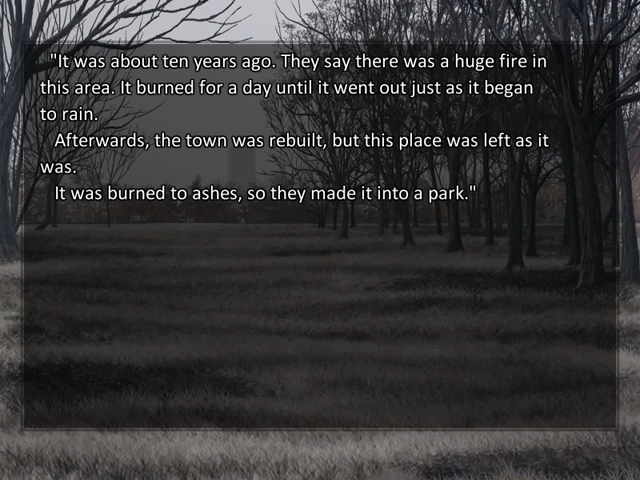 "It was about ten years ago. They say there was a huge fire in
this area. It burned for a day until it went out just as it began
to rain.
Afterwards, the town was rebuilt, but this place was left as it
was.
It was burned to ashes, so they made it into a park."